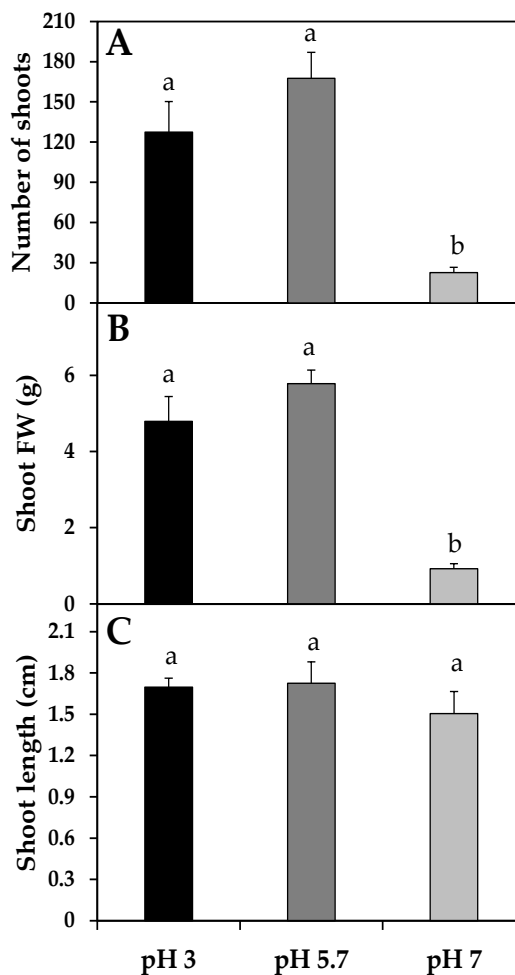 A
Number of shoots
210
180
150
120
90
60
30
0
a
a
b
B
Shoot FW (g)
6
4
2
0
a
a
b
C
Shoot length (cm)
2.1
1.8
1.5
1.2
0.9
0.6
0.3
0
a
a
a
pH 3
pH 5.7
pH 7